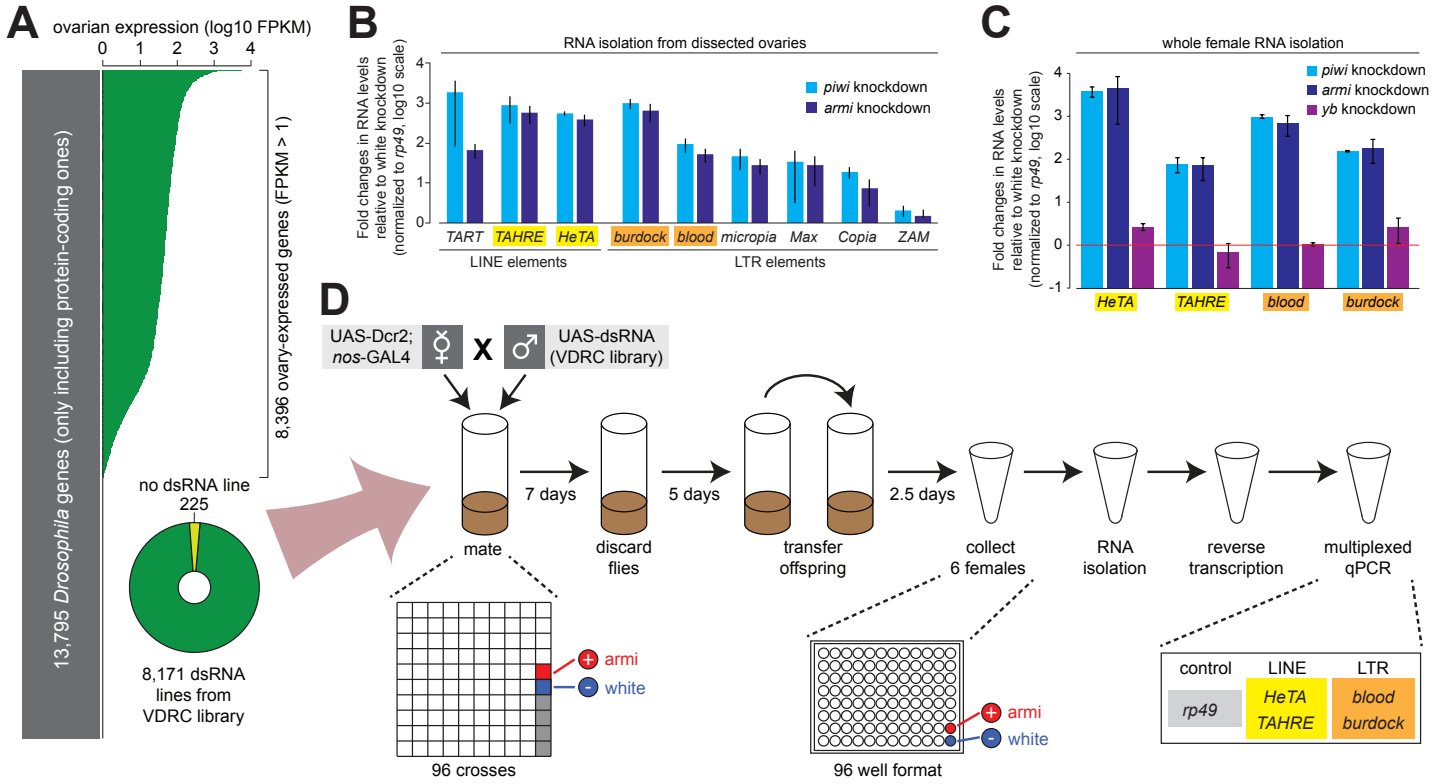 A
ovarian expression (log10 FPKM)
0 1 2 3 4
13,795 Drosophila genes (only including protein-coding ones)
8,396 ovary-expressed genes (FPKM > 1)
no dsRNA line
225
8,171 dsRNA
lines from
VDRC library
B
RNA isolation from dissected ovaries
Fold changes in RNA levels
relative to white knockdown
(normalized to rp49, log10 scale)
4
3
2
1
0
piwi knockdown
armi knockdown
TART TAHRE HeTA burdock blood micropia Max Copia ZAM
LINE elements LTR elements
C
whole female RNA isolation
Fold changes in RNA levels
relative to white knockdown
(normalized to rp49, log10 scale)
4
3
2
1
0
-1
piwi knockdown
armi knockdown
yb knockdown
HeTA TAHRE blood burdock
D
UAS-Dcr2;
nos-GAL4
X
UAS-dsRNA
(VDRC library)
7 days
5 days
2.5 days
mate
discard
flies
transfer
offspring
collect
6 females
RNA
isolation
reverse
transcription
multiplexed
qPCR
+ armi
- white
96 crosses
+ armi
- white
96 well format
control LINE LTR
rp49
HeTA
TAHRE
blood
burdock